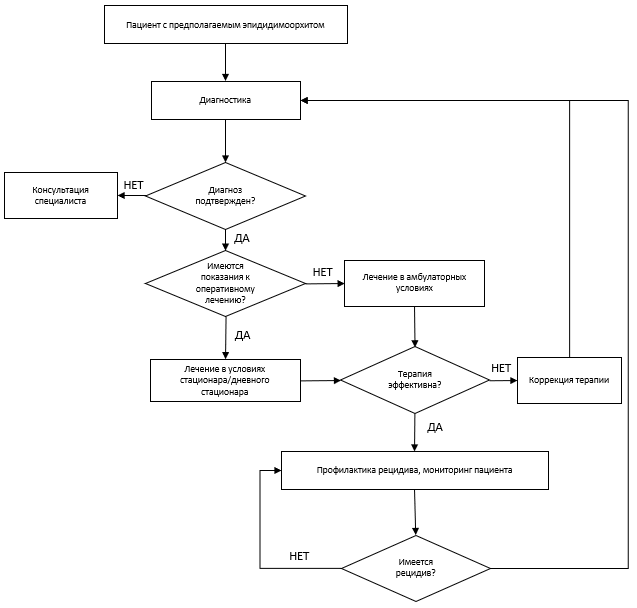 Пациент с предполагаемым эпидидимоорхитом
Диагностика
Консультация
специалиста
НЕТ
Диагноз
подтвержден?
ДА
Имеются
показания к
оперативному
лечению?
НЕТ
Лечение в амбулаторных
условиях
ДА
Лечение в условиях
стационара/дневного
стационара
Терапия
эффективна?
НЕТ
Коррекция терапии
ДА
Профилактика рецидива, мониторинг пациента
НЕТ
Имеется
рецидив?